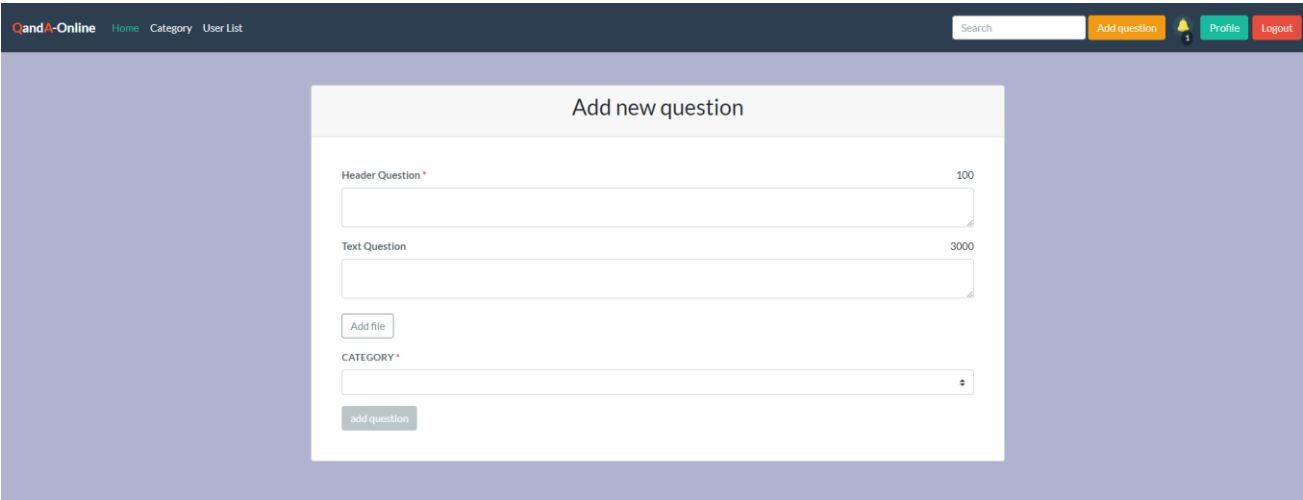 QandA-Online Home Category User List Search Add question 1 Profile Logout
Add new question
Header Question * 100
Text Question 3000
Add file
CATEGORY *
add question